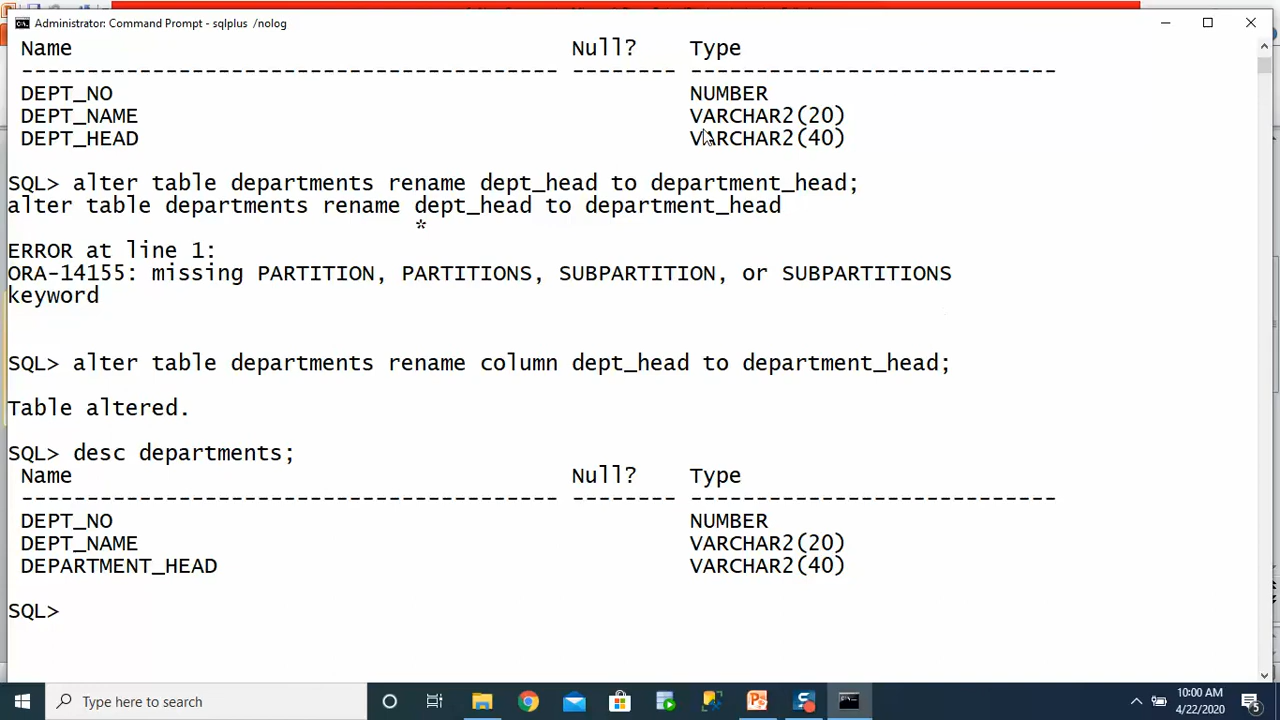 Administrator: Command Prompt - sqlplus /nolog
Name Null? Type
----------------------------------------- -------- ----------------------------
DEPT_NO NUMBER
DEPT_NAME VARCHAR2(20)
DEPT_HEAD VARCHAR2(40)
SQL> alter table departments rename dept_head to department_head;
alter table departments rename dept_head to department_head
*
ERROR at line 1:
ORA-14155: missing PARTITION, PARTITIONS, SUBPARTITION, or SUBPARTITIONS
keyword
SQL> alter table departments rename column dept_head to department_head;
Table altered.
SQL> desc departments;
Name Null? Type
----------------------------------------- -------- ----------------------------
DEPT_NO NUMBER
DEPT_NAME VARCHAR2(20)
DEPARTMENT_HEAD VARCHAR2(40)
SQL>
Type here to search
10:00 AM
4/22/2020
5